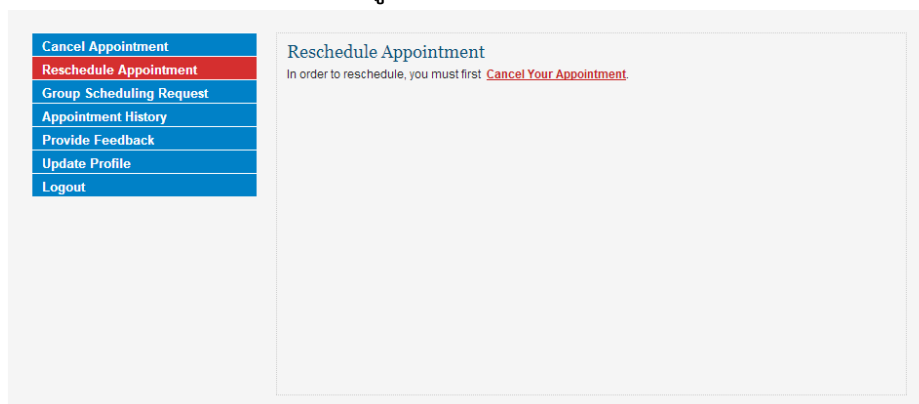 Cancel Appointment
Reschedule Appointment
Group Scheduling Request
Appointment History
Provide Feedback
Update Profile
Logout
Reschedule Appointment
In order to reschedule, you must first Cancel Your Appointment.